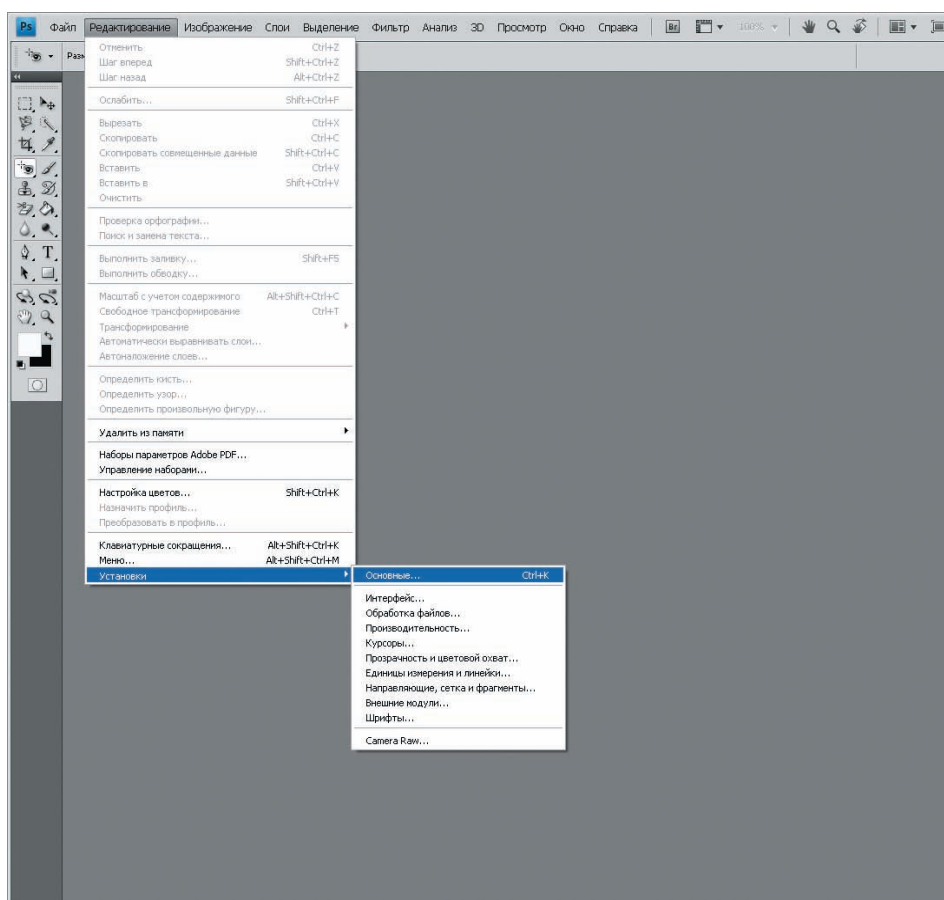 Ps Файл Редактирование Изображение Слои Выделение Фильтр Анализ 3D Просмотр Окно Справка Br 100%
Разм
Отменить Ctrl+Z
Шаг вперед Shift+Ctrl+Z
Шаг назад Alt+Ctrl+Z
Ослабить... Shift+Ctrl+F
Вырезать Ctrl+X
Скопировать Ctrl+C
Скопировать совмещенные данные Shift+Ctrl+C
Вставить Ctrl+V
Вставить в Shift+Ctrl+V
Очистить
Проверка орфографии...
Поиск и замена текста...
Выполнить заливку... Shift+F5
Выполнить обводку...
Масштаб с учетом содержимого Alt+Shift+Ctrl+C
Свободное трансформирование Ctrl+T
Трансформирование
Автоматически выравнивать слои...
Автоналожение слоев...
Определить кисть...
Определить узор...
Определить произвольную фигуру...
Удалить из памяти
Наборы параметров Adobe PDF...
Управление наборами...
Настройка цветов... Shift+Ctrl+K
Назначить профиль...
Преобразовать в профиль...
Клавиатурные сокращения... Alt+Shift+Ctrl+K
Меню... Alt+Shift+Ctrl+M
Установки
Основные... Ctrl+K
Интерфейс...
Обработка файлов...
Производительность...
Курсоры...
Прозрачность и цветовой охват...
Единицы измерения и линейки...
Направляющие, сетка и фрагменты...
Внешние модули...
Шрифты...
Camera Raw...